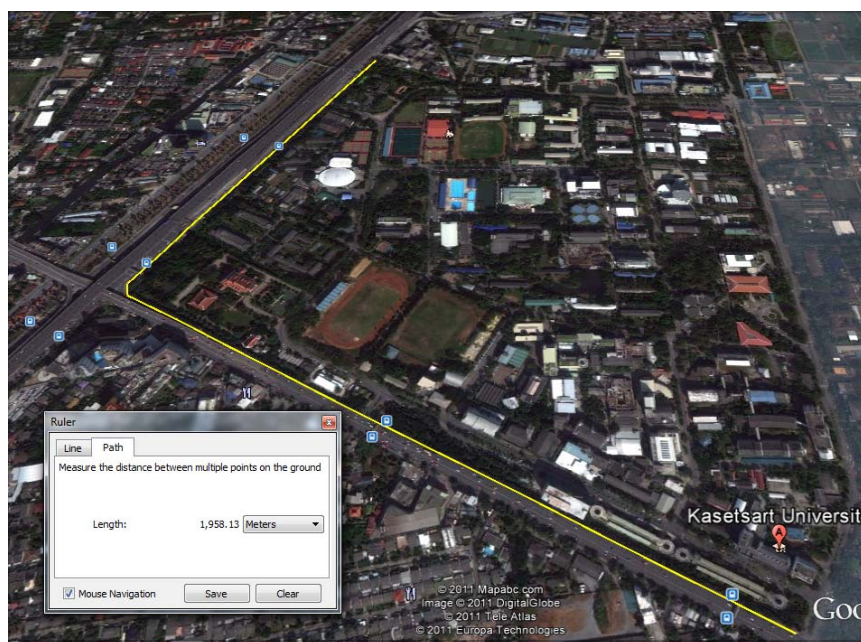 Ruler
Line Path
Measure the distance between multiple points on the ground
Length: 1,958.13 Meters
Mouse Navigation Save Clear
Kasetsart Universit
A
© 2011 Mapabc.com
Image © 2011 DigitalGlobe
© 2011 Tele Atlas
© 2011 Europa Technologies
Goo